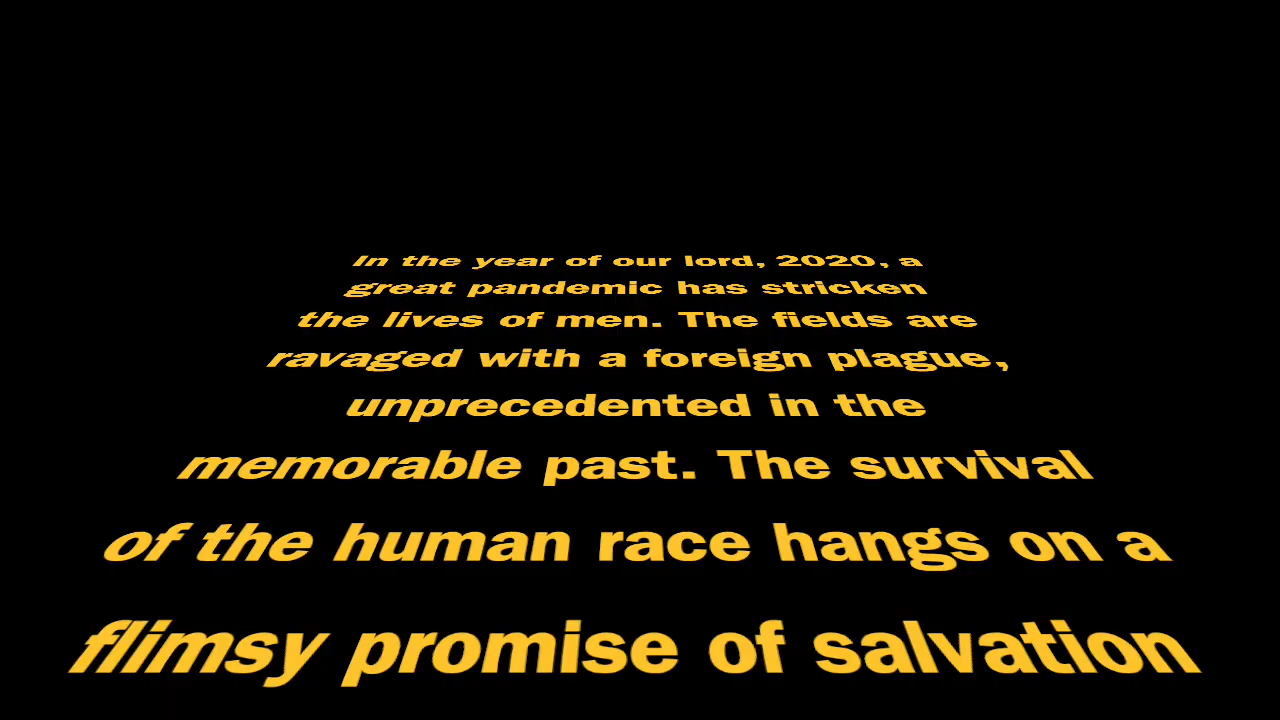 In the year of our lord, 2020, a
great pandemic has stricken
the lives of men. The fields are
ravaged with a foreign plague,
unprecedented in the
memorable past. The survival
of the human race hangs on a
flimsy promise of salvation